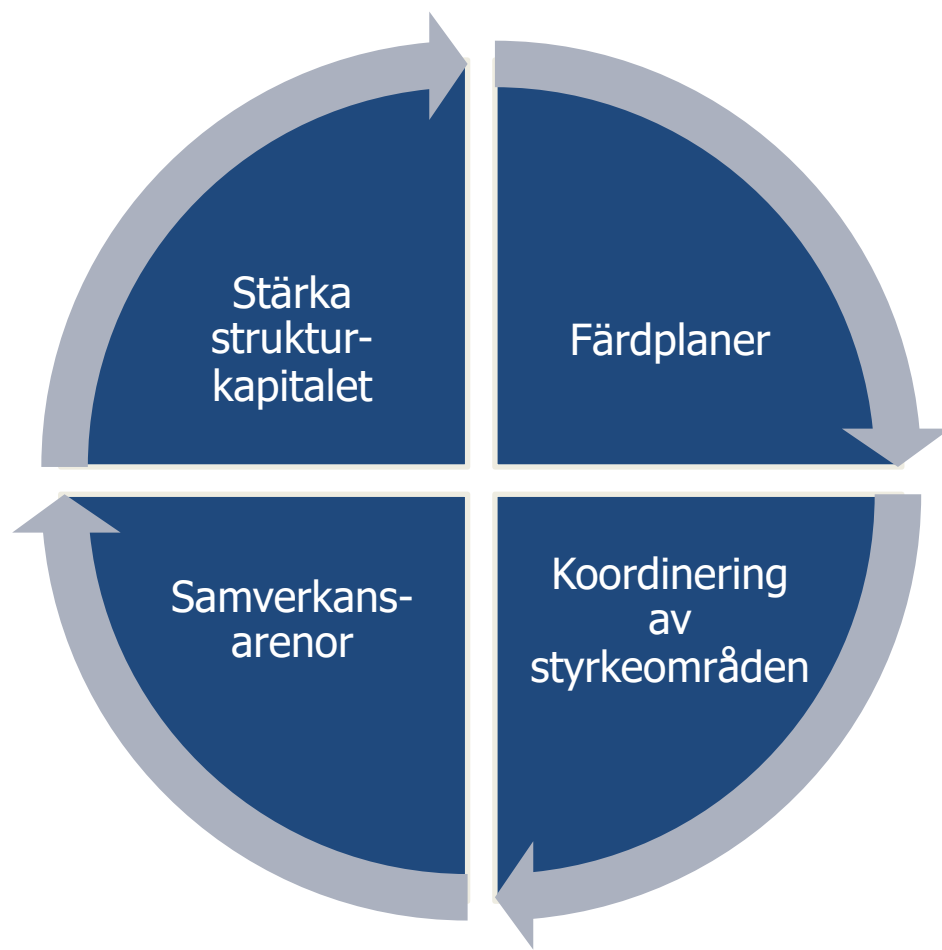 Stärka
struktur-
kapitalet
Färdplaner
Samverkans-
arenor
Koordinering
av
styrkeområden